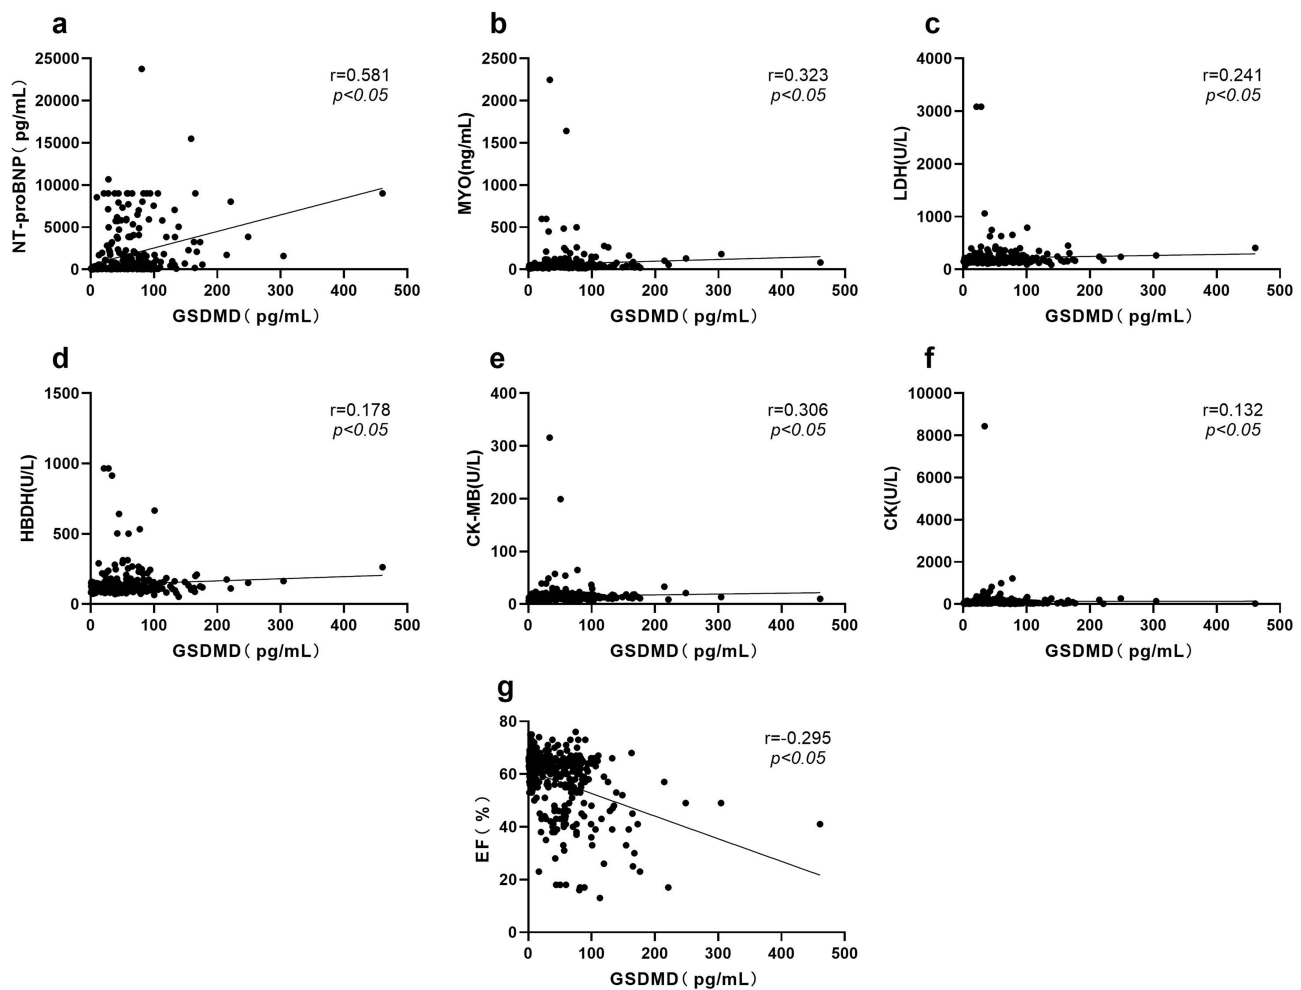 a
r=0.581
p<0.05
NT-proBNP( pg/mL)
25000
20000
15000
10000
5000
0
0 100 200 300 400 500
GSDMD( pg/mL)
b
r=0.323
p<0.05
MYO(ng/mL)
2500
2000
1500
1000
500
0
0 100 200 300 400 500
GSDMD( pg/mL)
c
r=0.241
p<0.05
LDH(U/L)
4000
3000
2000
1000
0
0 100 200 300 400 500
GSDMD( pg/mL)
d
r=0.178
p<0.05
HBDH(U/L)
1500
1000
500
0
0 100 200 300 400 500
GSDMD( pg/mL)
e
r=0.306
p<0.05
CK-MB(U/L)
400
300
200
100
0
0 100 200 300 400 500
GSDMD( pg/mL)
f
r=0.132
p<0.05
CK(U/L)
10000
8000
6000
4000
2000
0
0 100 200 300 400 500
GSDMD( pg/mL)
g
r=-0.295
p<0.05
EF( %)
80
60
40
20
0
0 100 200 300 400 500
GSDMD( pg/mL)